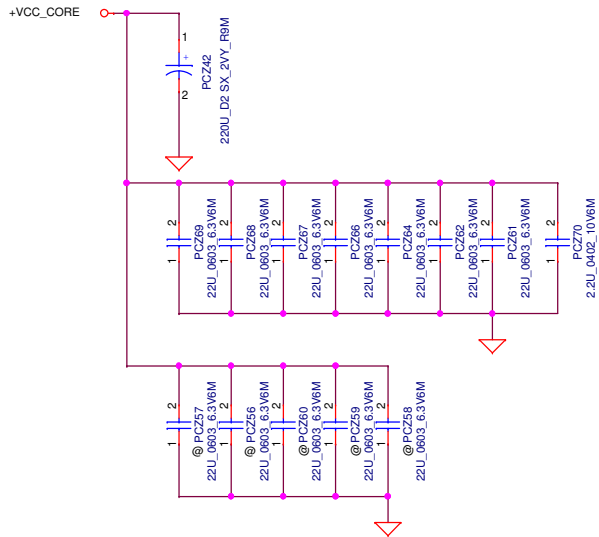 +VCC_CORE
1
+
2
PCZ42
220U_D2 SX_2VY_R9M
2
1
PCZ69
22U_0603_6.3V6M
2
1
PCZ68
22U_0603_6.3V6M
2
1
PCZ67
22U_0603_6.3V6M
2
1
PCZ66
22U_0603_6.3V6M
2
1
PCZ64
22U_0603_6.3V6M
2
1
PCZ62
22U_0603_6.3V6M
2
1
PCZ61
22U_0603_6.3V6M
2
1
PCZ70
2.2U_0402_10V6M
2
1
@ PCZ57
22U_0603_6.3V6M
2
1
@ PCZ56
22U_0603_6.3V6M
2
1
@PCZ60
22U_0603_6.3V6M
2
1
@PCZ59
22U_0603_6.3V6M
2
1
@PCZ58
22U_0603_6.3V6M